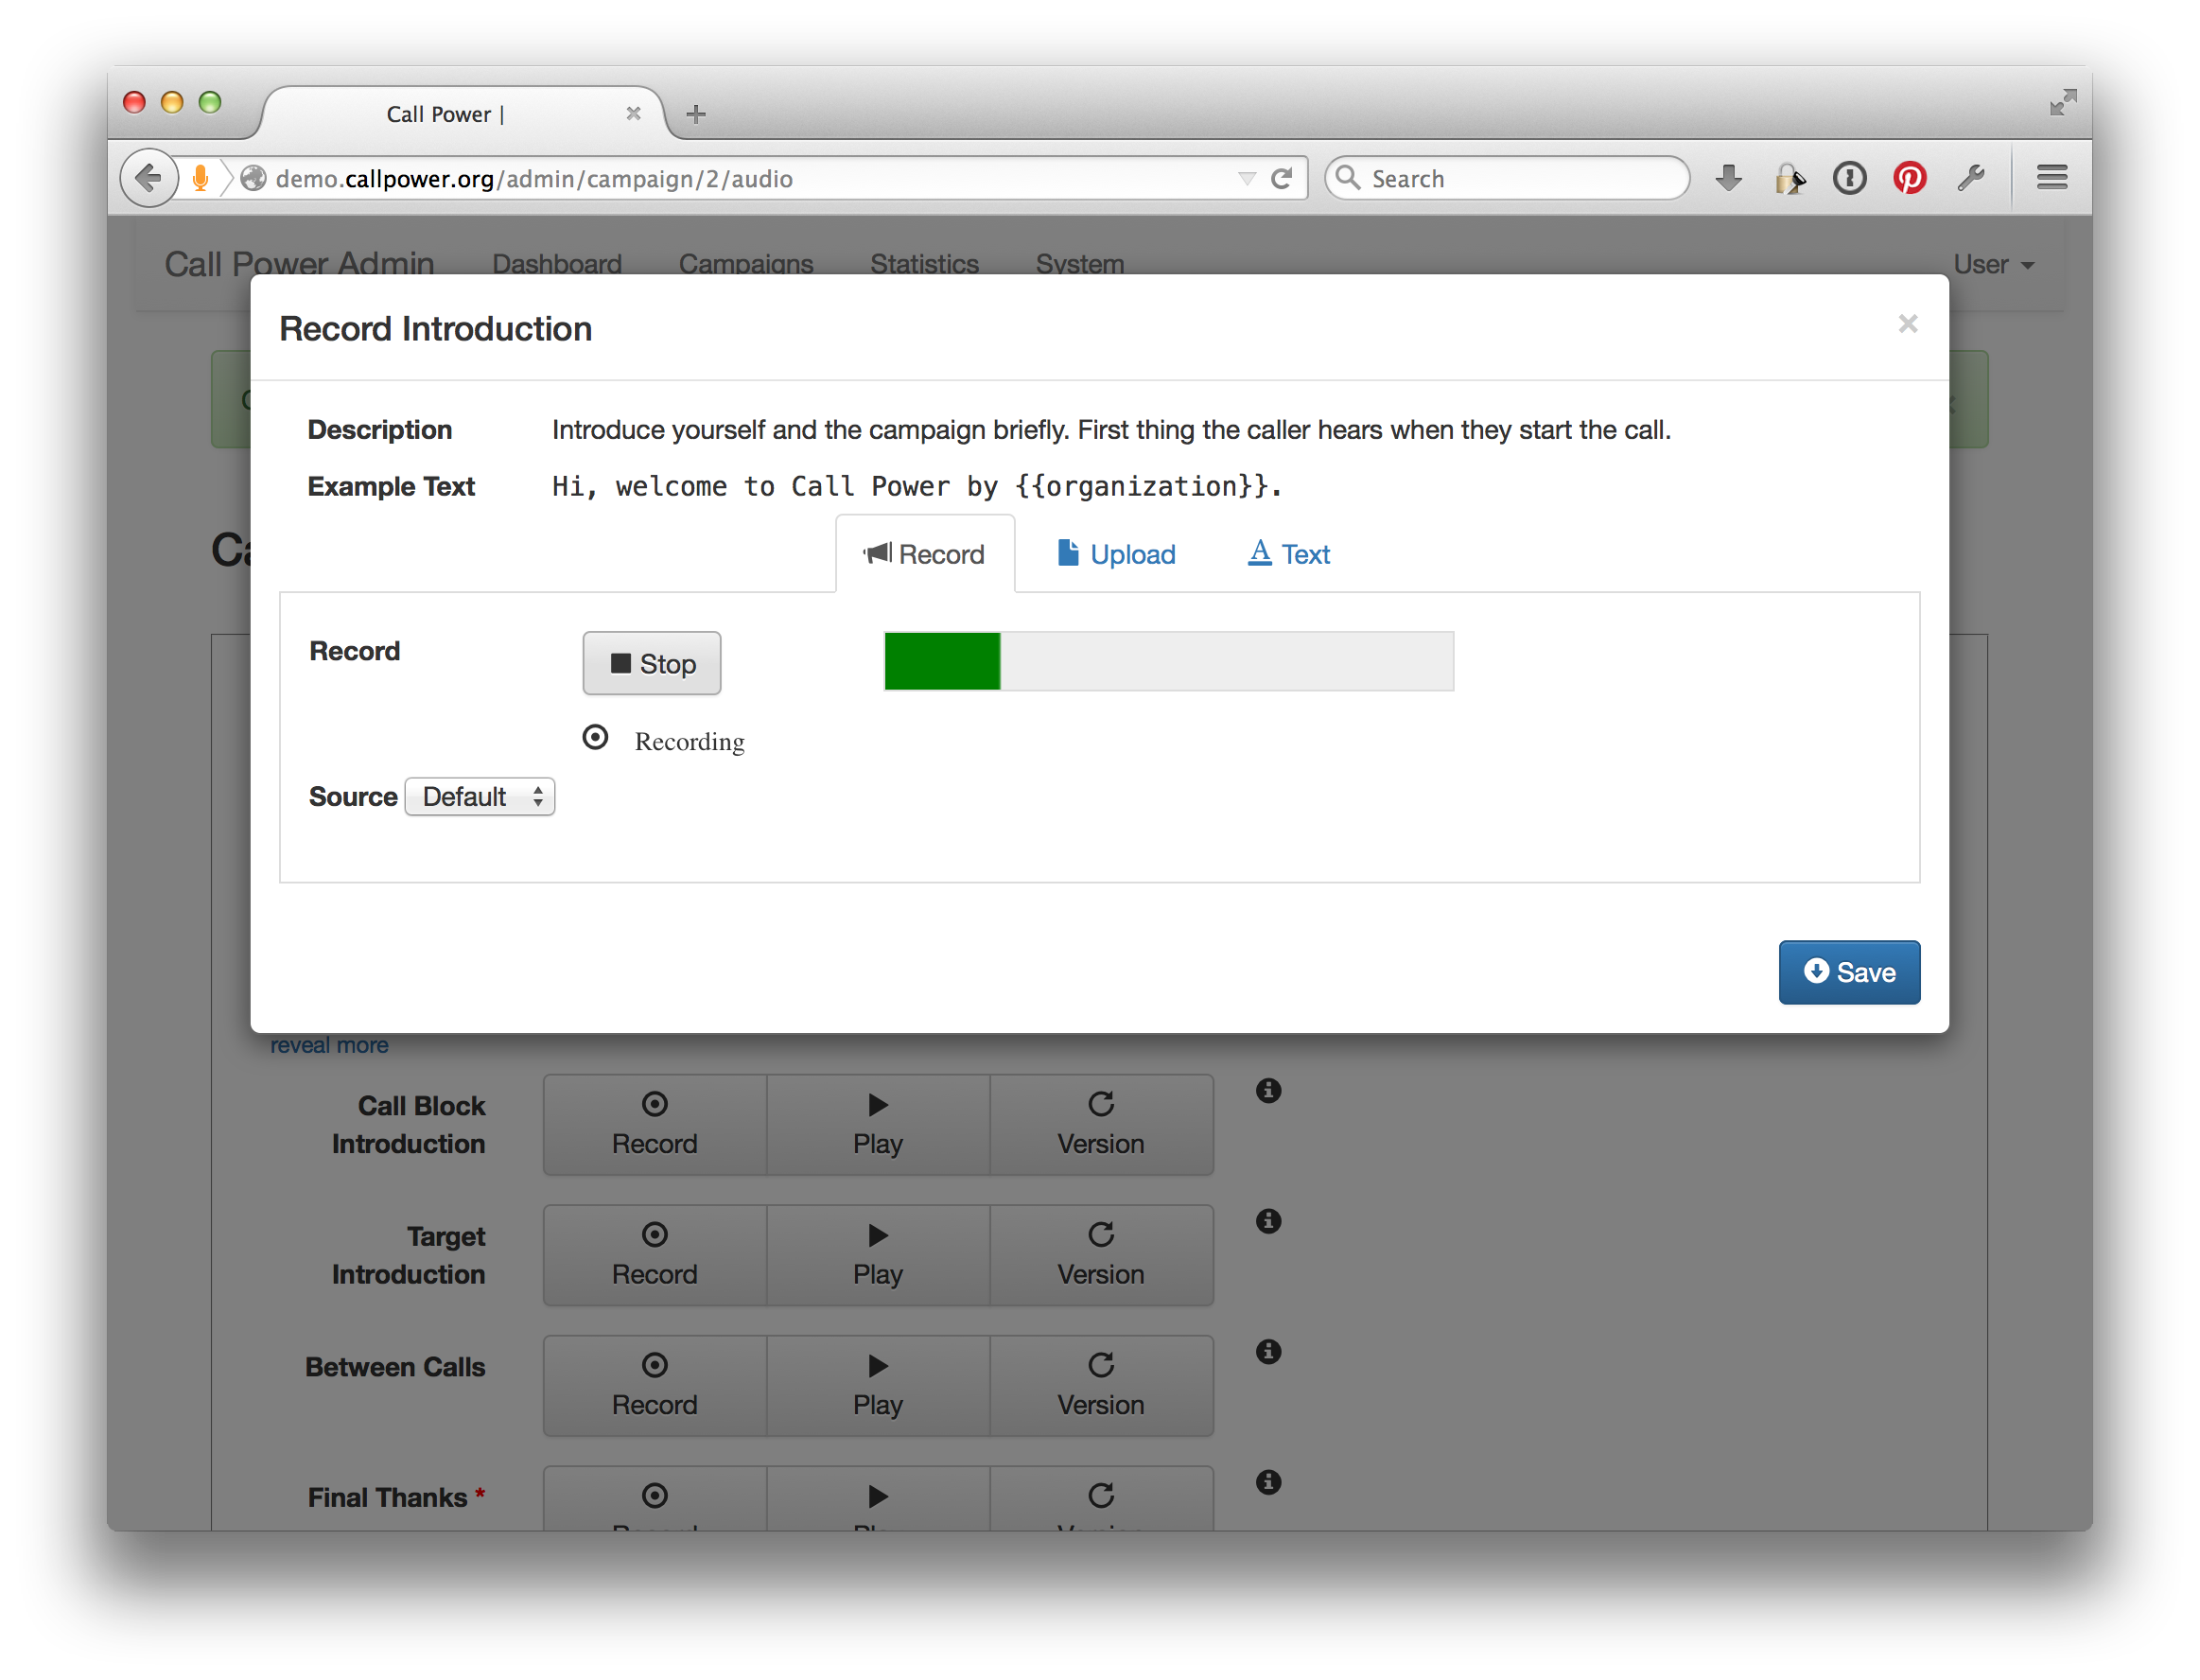 Call Power |
demo.callpower.org/admin/campaign/2/audio
Search
Call Power Admin Dashboard Campaigns Statistics System User
Record Introduction
Description Introduce yourself and the campaign briefly. First thing the caller hears when they start the call.
Example Text Hi, welcome to Call Power by {{organization}}.
Record Upload Text
Record Stop
Recording
Source Default
Save
reveal more
Call Block Introduction
Record Play Version
Target Introduction
Record Play Version
Between Calls
Record Play Version
Final Thanks *
Record Play Version